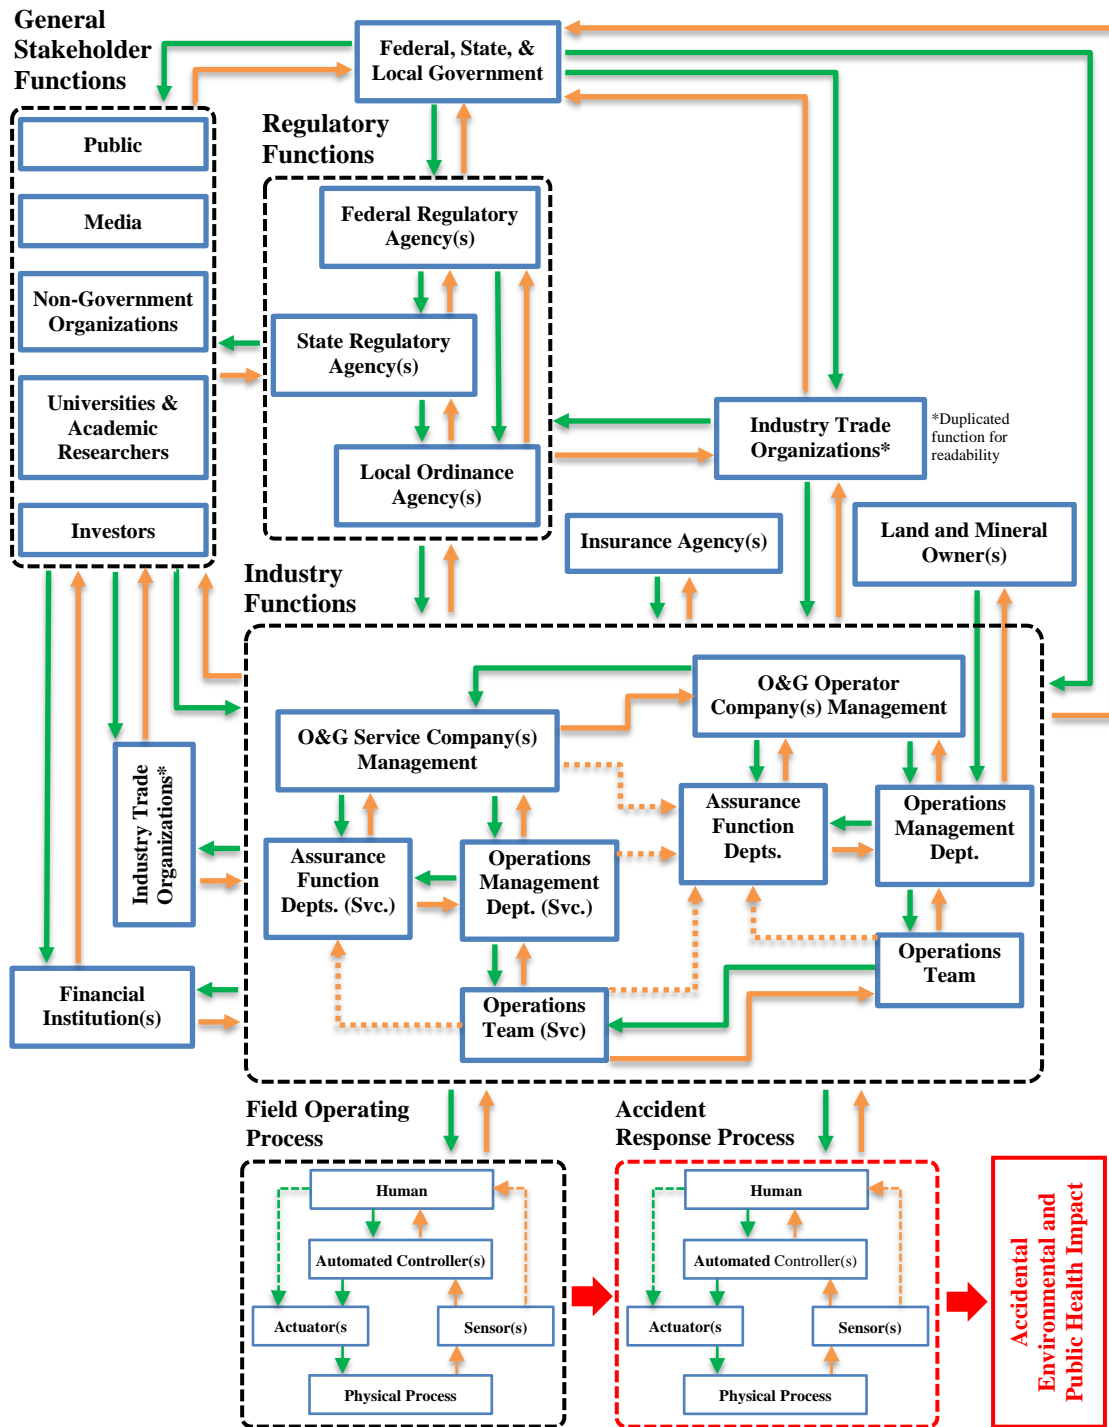 General
Stakeholder
Functions
Federal, State, &
Local Government
Public
Media
Non-Government
Organizations
Universities &
Academic
Researchers
Investors
Regulatory
Functions
Federal Regulatory
Agency(s)
State Regulatory
Agency(s)
Local Ordinance
Agency(s)
Industry Trade
Organizations*
*Duplicated
function for
readability
Insurance Agency(s)
Land and Mineral
Owner(s)
Industry
Functions
O&G Operator
Company(s) Management
O&G Service Company(s)
Management
Industry Trade
Organizations*
Assurance
Function
Depts.
Operations
Management
Dept.
Assurance
Function
Depts. (Svc.)
Operations
Management
Dept. (Svc.)
Operations
Team
Operations
Team (Svc)
Financial
Institution(s)
Field Operating
Process
Human
Automated Controller(s)
Actuator(s
Sensor(s)
Physical Process
Accident
Response Process
Human
Automated Controller(s)
Actuator(s
Sensor(s)
Physical Process
Accidental
Environmental and
Public Health Impact